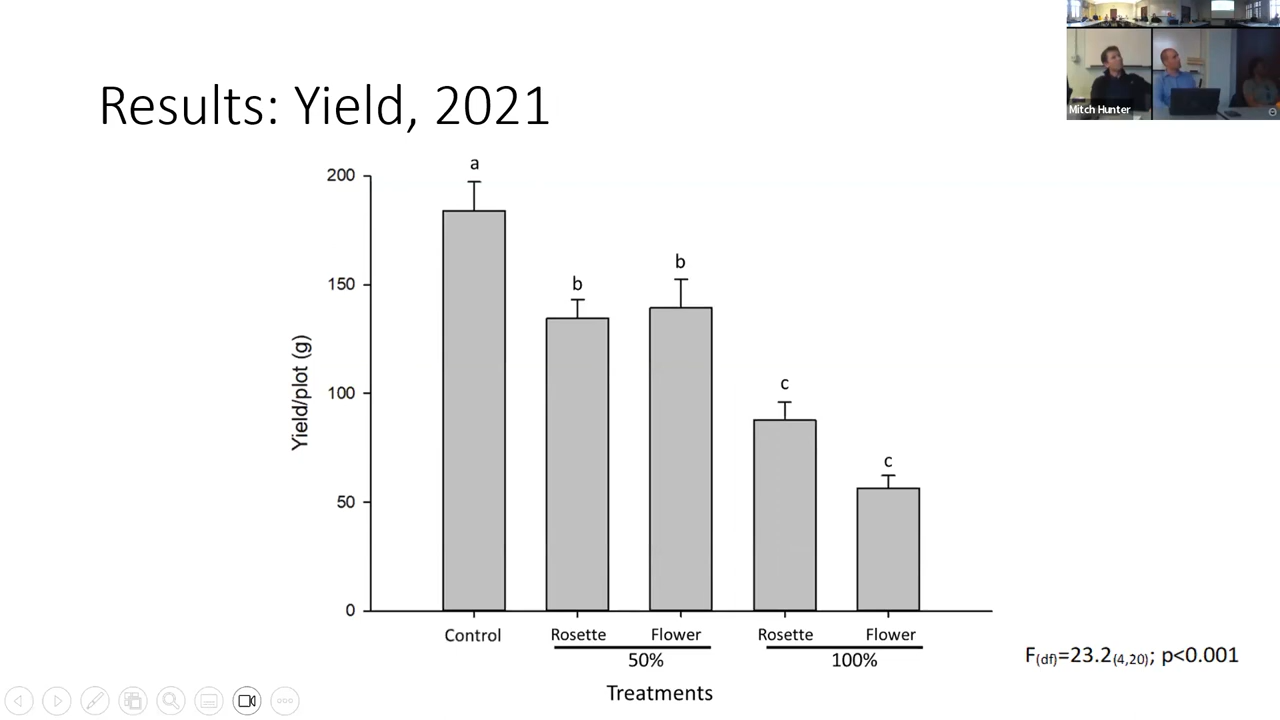 Mitch Hunter
Results: Yield, 2021
a
b
b
c
c
200
150
100
50
0
Yield/plot (g)
Control
Rosette
Flower
Rosette
Flower
50%
100%
Treatments
F(df)=23.2(4,20); p<0.001